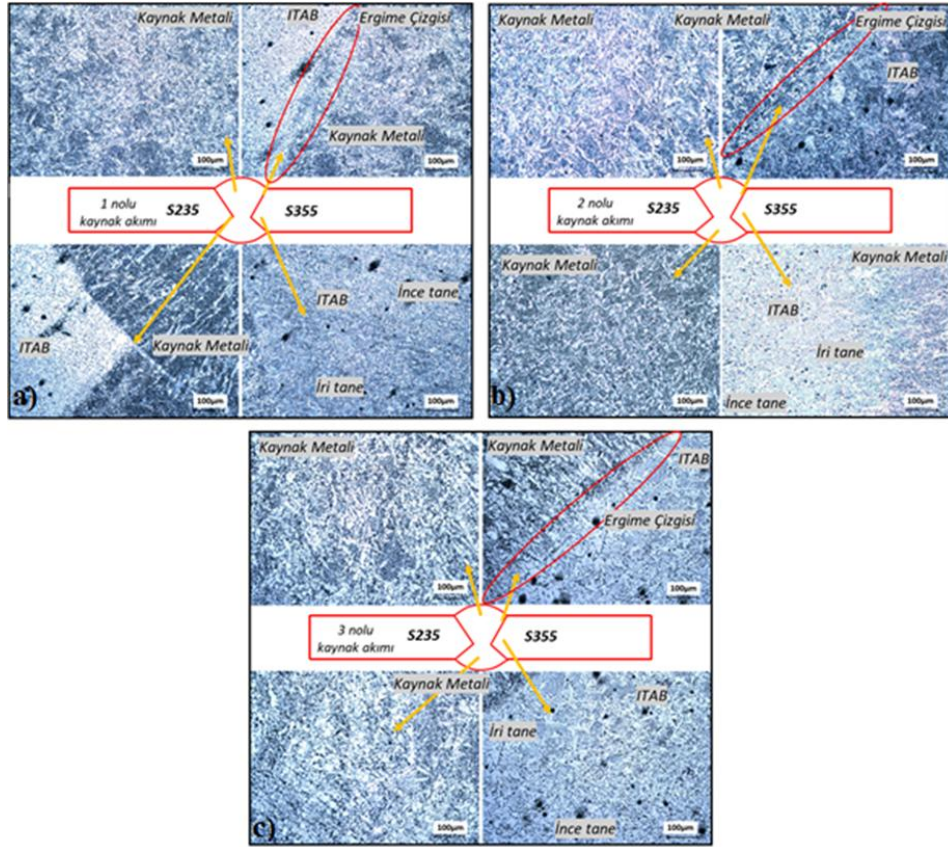 Kaynak Metali
ITAB
Ergime Çizgisi
Kaynak Metali
100µm
100µm
1 nolu
kaynak akımı
S235
S355
ITAB
Kaynak Metali
100µm
ITAB
İnce tane
İri tane
100µm
a)
Kaynak Metali
Kaynak Metali
Ergime Çizgisi
ITAB
100µm
100µm
2 nolu
kaynak akımı
S235
S355
Kaynak Metali
100µm
Kaynak Metali
ITAB
İri tane
İnce tane
100µm
b)
Kaynak Metali
Kaynak Metali
ITAB
Ergime Çizgisi
100µm
100µm
3 nolu
kaynak akımı
S235
S355
Kaynak Metali
100µm
ITAB
İri tane
İnce tane
100µm
c)